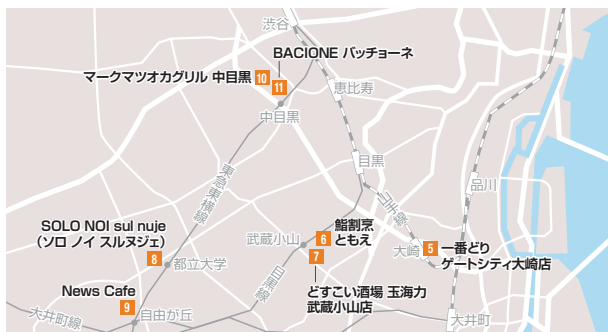 渋谷
BACIONE バッチョーネ
マークマツオカグリル 中目黒 10
11
恵比寿
中目黒
目黒
東急東横線
山手線
品川
SOLO NOI sul nuje
（ソロ ノイ スルヌジェ）
8
都立大学
武蔵小山
6 鮨割烹
ともえ
7
どすこい酒場 玉海力
武蔵小山店
目黒線
大崎
5 一番どり
ゲートシティ大崎店
News Cafe
9
自由が丘
大井町線
大井町